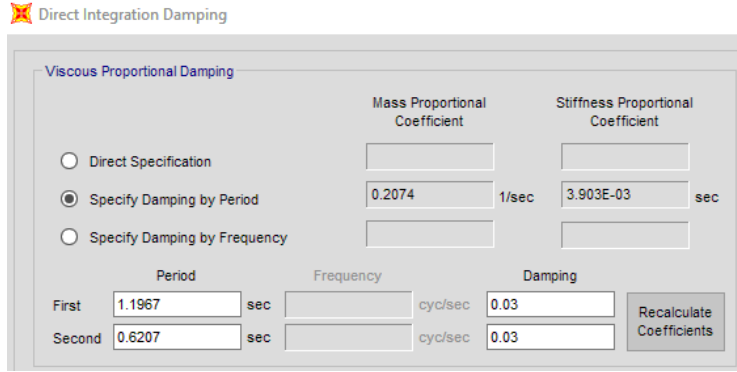 Direct Integration Damping
Viscous Proportional Damping
Mass Proportional Coefficient
Stiffness Proportional Coefficient
Direct Specification
Specify Damping by Period 0.2074 1/sec 3.903E-03 sec
Specify Damping by Frequency
Period Frequency Damping
First 1.1967 sec cyc/sec 0.03
Second 0.6207 sec cyc/sec 0.03
Recalculate Coefficients